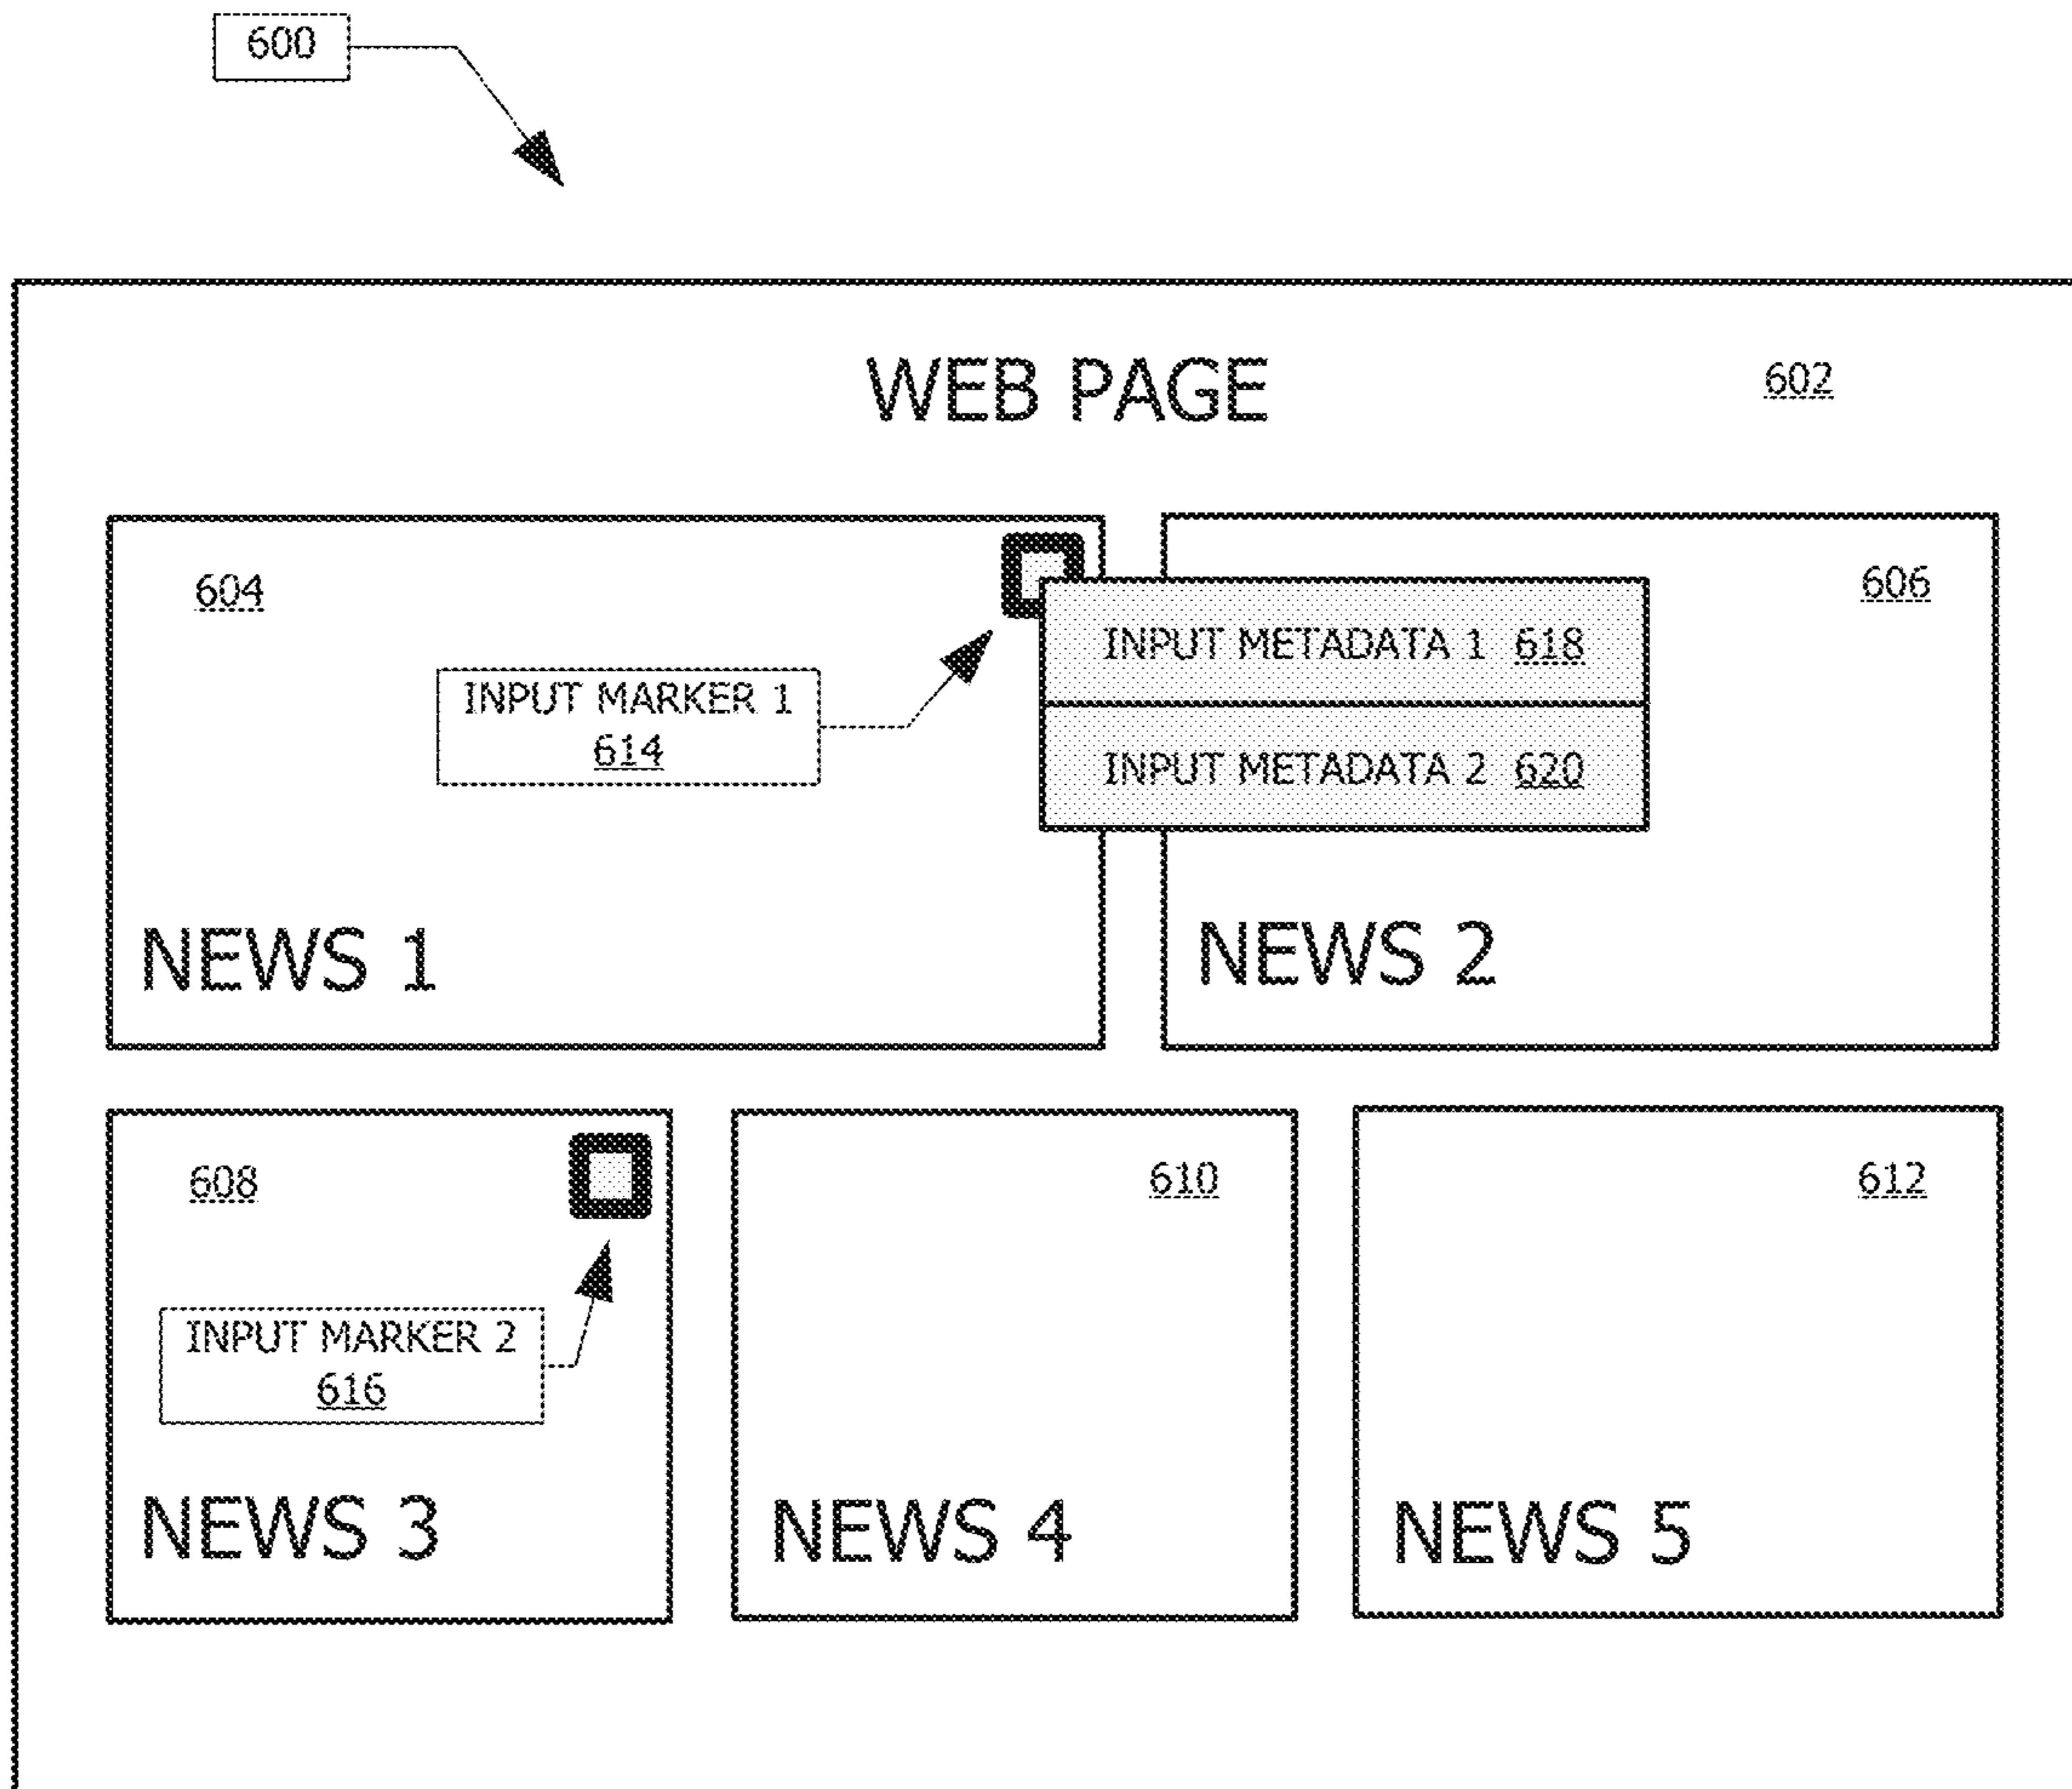 600
WEB PAGE
602
604
606
INPUT METADATA 1 618
INPUT MARKER 1
614
INPUT METADATA 2 620
NEWS 1
NEWS 2
608
610
612
INPUT MARKER 2
616
NEWS 3
NEWS 4
NEWS 5